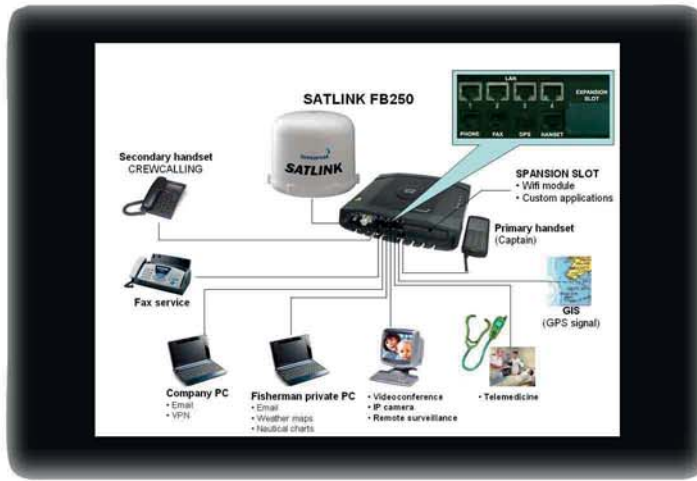 LAN
1 2 3 4
EXPANSION
SLOT
PHONE FAX GPS HANSET
SATLINK FB250
SATLINK
Secondary handset
CREWCALLING
SPANSION SLOT
• Wifi module
• Custom applications
Primary handset
(Captain)
Fax service
GIS
(GPS signal)
Company PC
• Email
• VPN
Fisherman private PC
• Email
• Weather maps
• Nautical charts
• Videoconference
• IP camera
• Remote surveillance
• Telemedicine